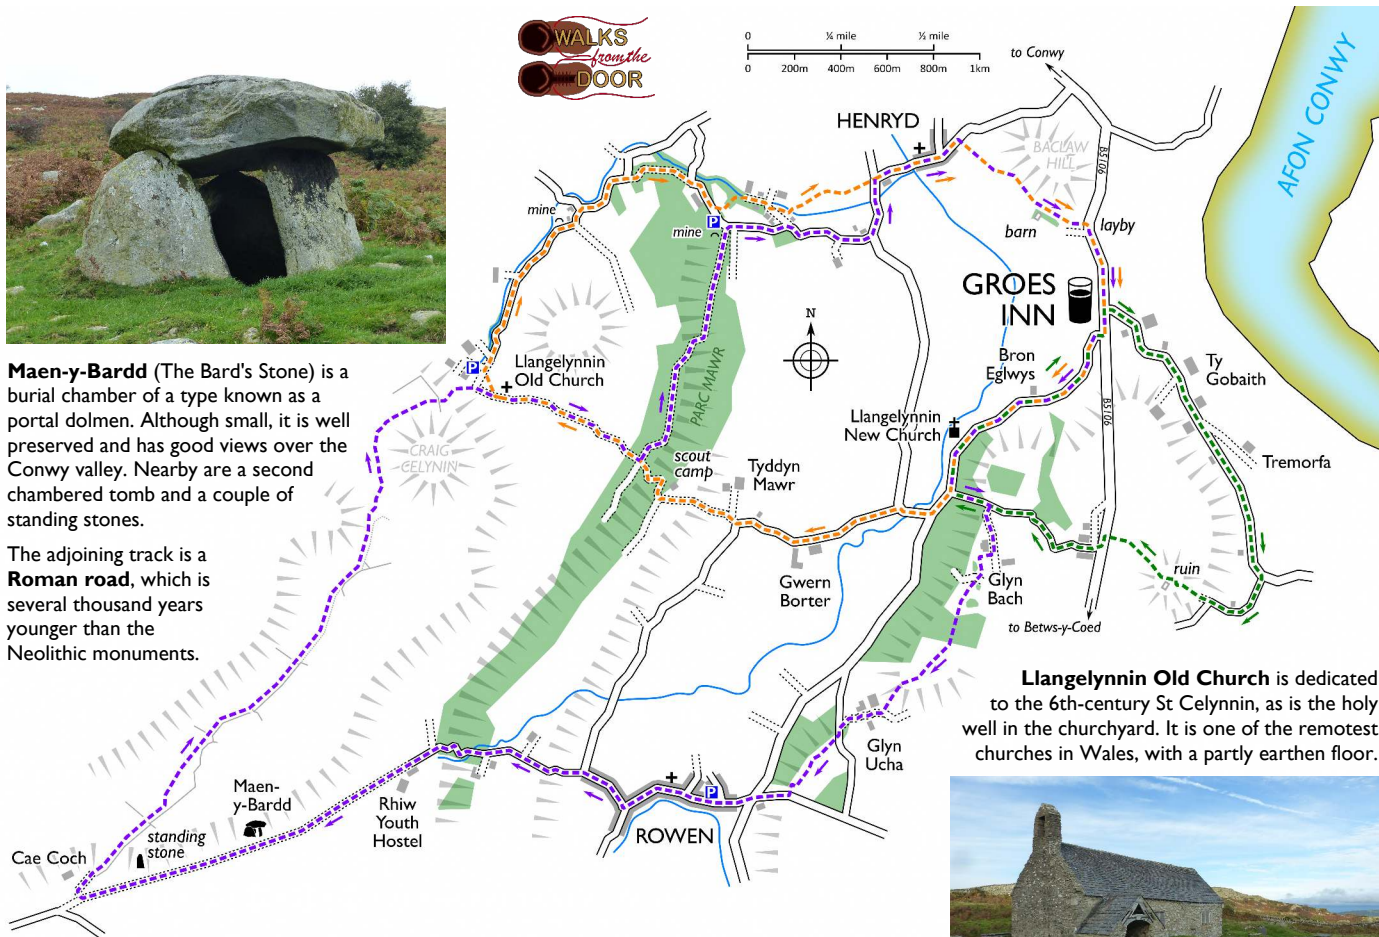 WALKS
from the
DOOR
0 ¼ mile ½ mile
0 200m 400m 600m 800m 1km
to Conwy
AFON CONWY
HENRYD
BACLAW
HILL
B5106
mine
mine
P
barn
layby
GROES
INN
N
Bron
Eglwys
Ty
Gobaith
P
Llangelynnin
Old Church
PARC MAWR
Llangelynnin
New Church
B5106
CRAIG
CELYNIN
scout
camp
Tyddyn
Mawr
Tremorfa
Maen-y-Bardd (The Bard's Stone) is a
burial chamber of a type known as a
portal dolmen. Although small, it is well
preserved and has good views over the
Conwy valley. Nearby are a second
chambered tomb and a couple of
standing stones.
The adjoining track is a
Roman road, which is
several thousand years
younger than the
Neolithic monuments.
Gwern
Borter
Glyn
Bach
ruin
to Betws-y-Coed
Llangelynnin Old Church is dedicated
to the 6th-century St Celynnin, as is the holy
well in the churchyard. It is one of the remotest
churches in Wales, with a partly earthen floor.
Glyn
Ucha
Maen-
y-Bardd
Rhiw
Youth
Hostel
P
ROWEN
standing
stone
Cae Coch